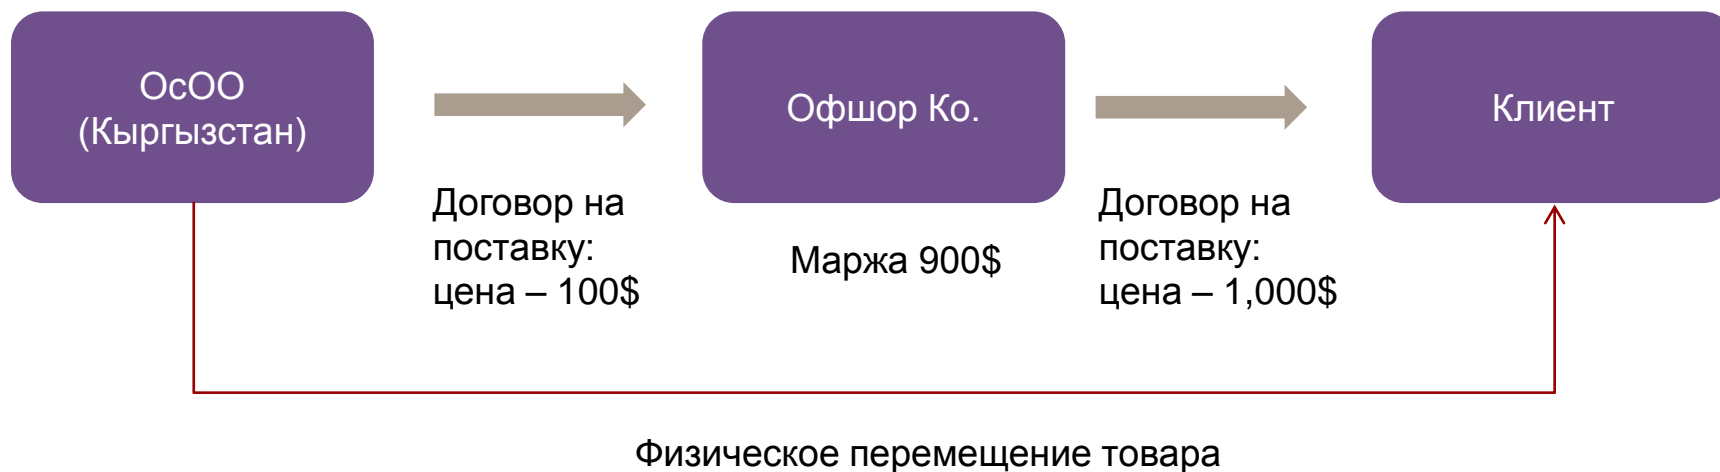 ОсОО
(Кыргызстан)
Офшор Ко.
Клиент
Договор на
поставку:
цена – 100$
Маржа 900$
Договор на
поставку:
цена – 1,000$
Физическое перемещение товара